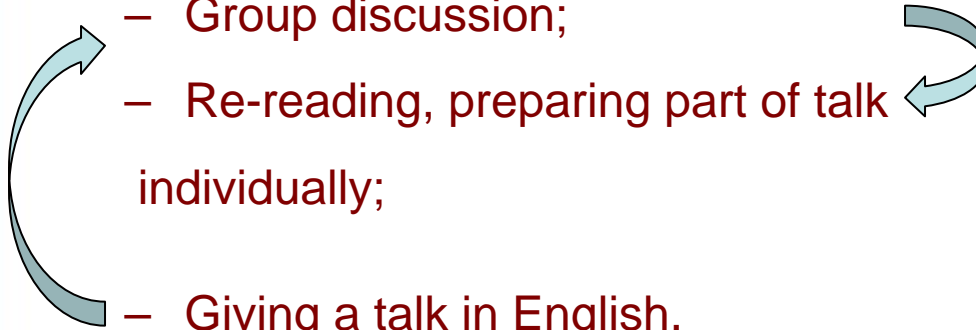 – Group discussion;
– Re-reading, preparing part of talk
individually;
– Giving a talk in English.